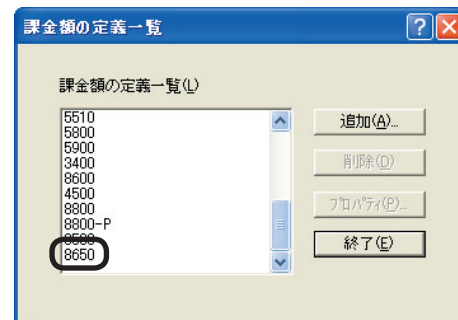 課金額の定義一覧
課金額の定義一覧(L)
5510
5800
5900
3400
8600
4500
8800
8800-P
8650
追加(A)...
削除(D)
プロパティ(P)...
終了(E)